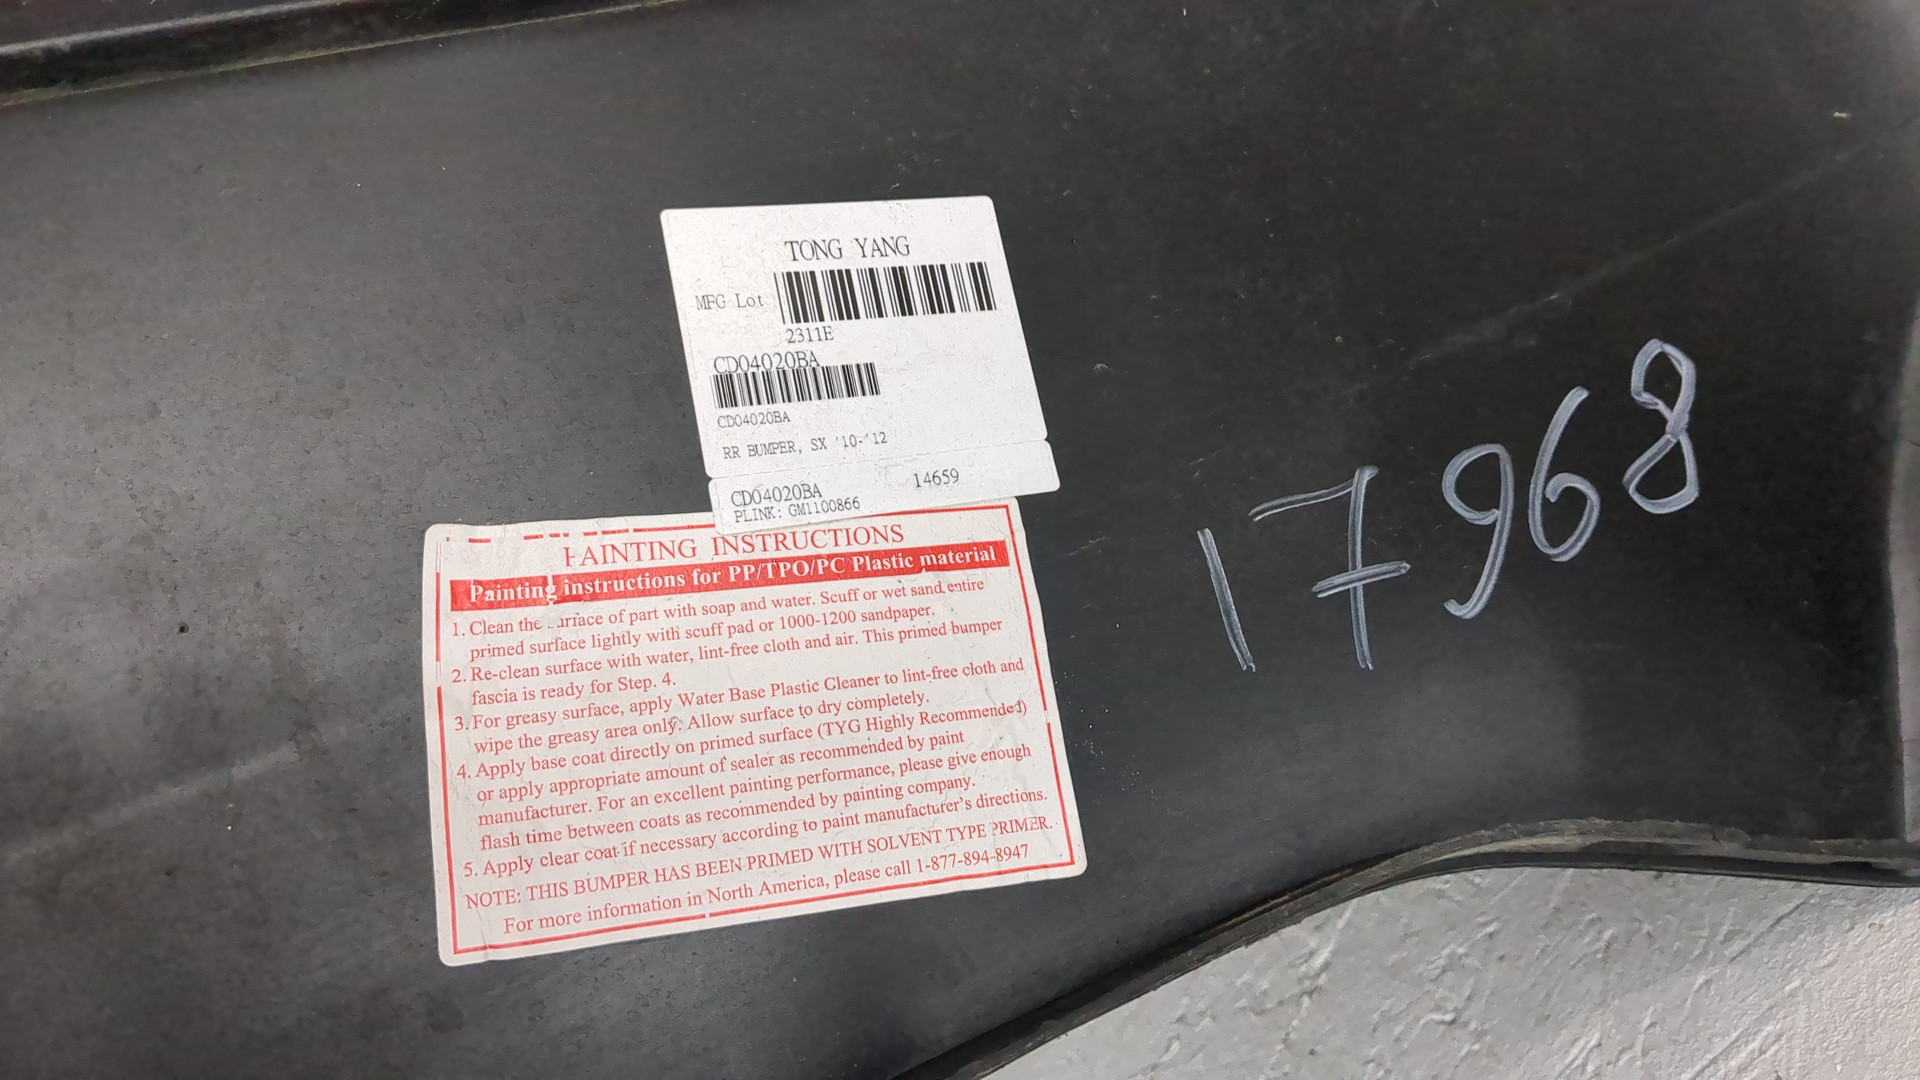 TONG YANG
MFG Lot
2311E
CD04020BA
CD04020BA
RR BUMPER, SX '10-'12
CD04020BA 14659
PLINK: GM1100866
PAINTING INSTRUCTIONS
Painting instructions for PP/TPO/PC Plastic material
1. Clean the surface of part with soap and water. Scuff or wet sand entire
primed surface lightly with scuff pad or 1000-1200 sandpaper.
2. Re-clean surface with water, lint-free cloth and air. This primed bumper
fascia is ready for Step. 4.
3. For greasy surface, apply Water Base Plastic Cleaner to lint-free cloth and
wipe the greasy area only. Allow surface to dry completely.
4. Apply base coat directly on primed surface (TYG Highly Recommended)
or apply appropriate amount of sealer as recommended by paint
manufacturer. For an excellent painting performance, please give enough
flash time between coats as recommended by painting company.
5. Apply clear coat if necessary according to paint manufacturer's directions.
NOTE: THIS BUMPER HAS BEEN PRIMED WITH SOLVENT TYPE PRIMER.
For more information in North America, please call 1-877-894-8947
17968